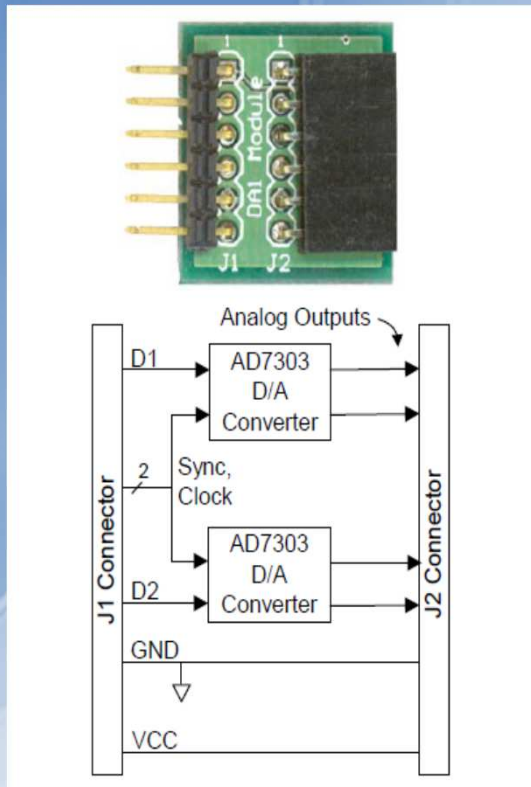 1 1
DA1 Module
J1 J2
Analog Outputs
D1
AD7303
D/A
Converter
2
Sync,
Clock
AD7303
D/A
Converter
D2
GND
VCC
J1 Connector
J2 Connector